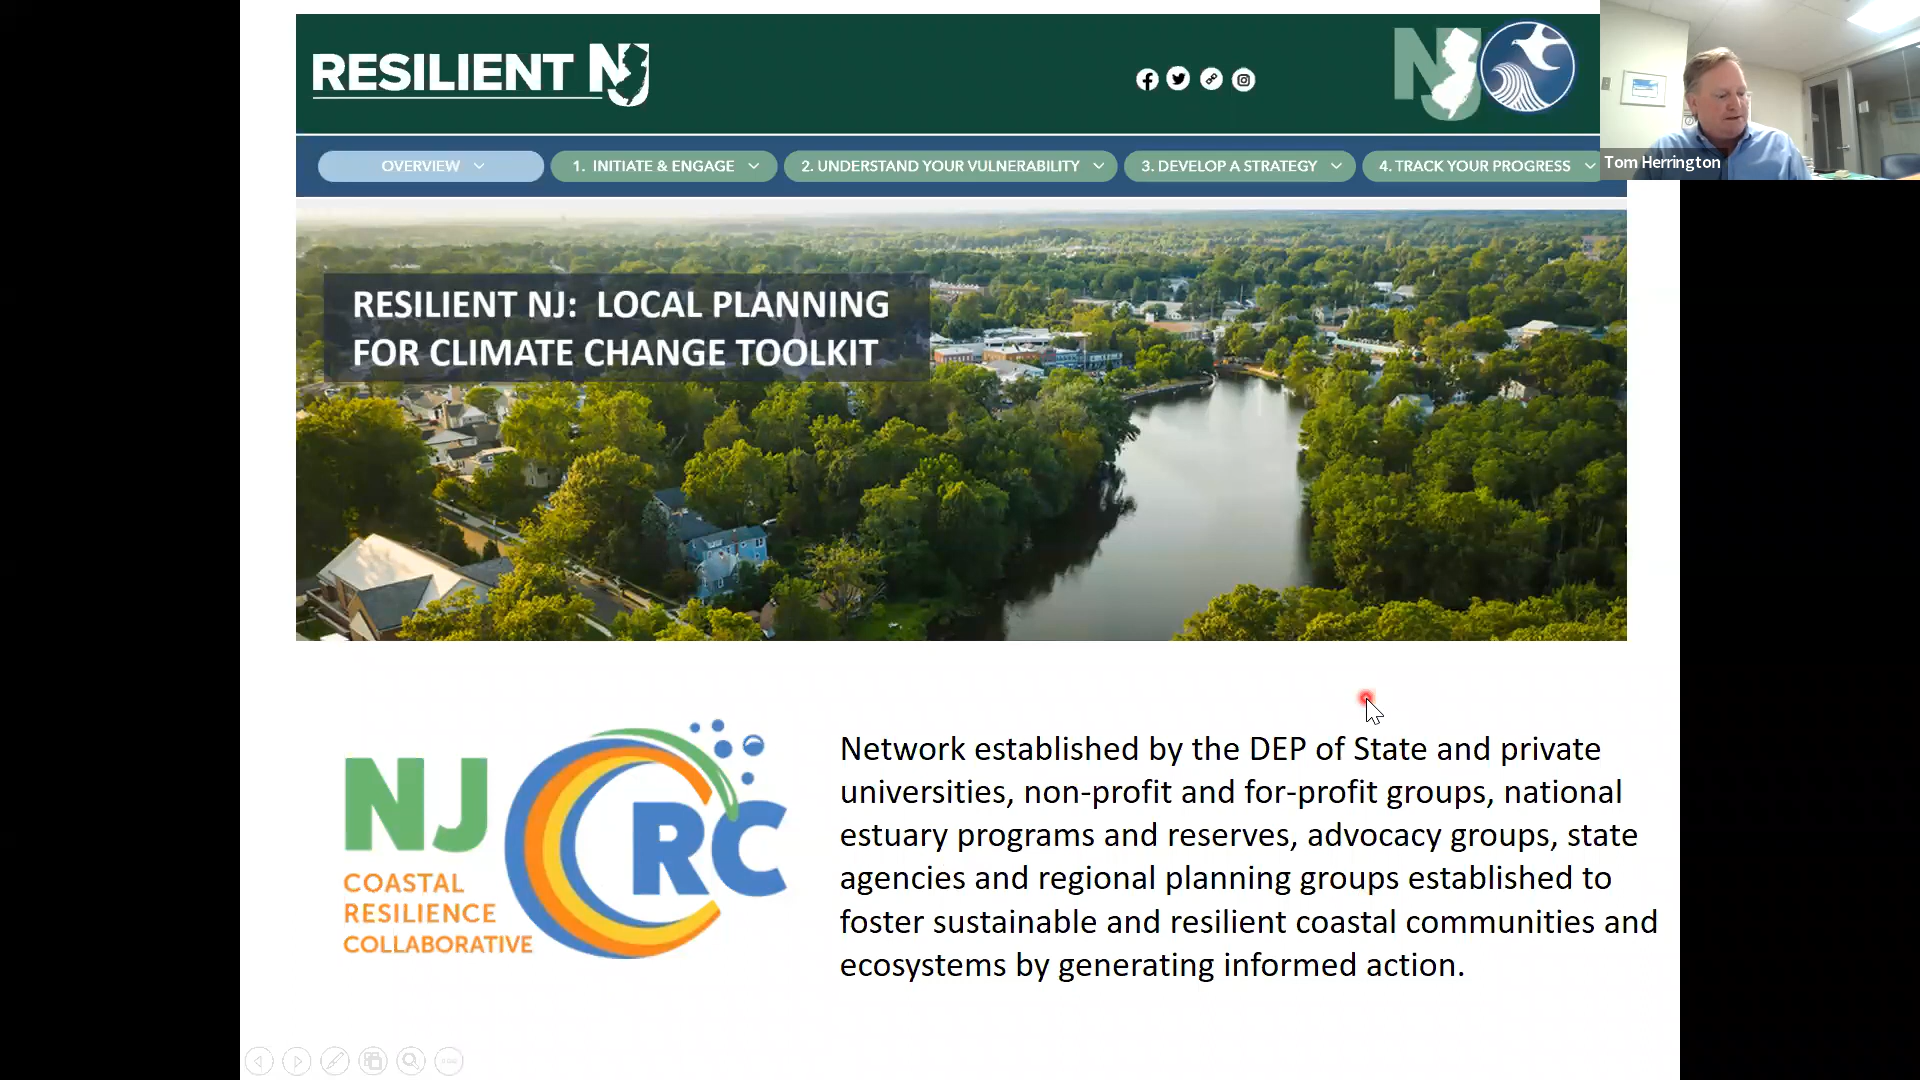 RESILIENT NJ
NJ
OVERVIEW
1. INITIATE & ENGAGE
2. UNDERSTAND YOUR VULNERABILITY
3. DEVELOP A STRATEGY
4. TRACK YOUR PROGRESS
Tom Herrington
RESILIENT NJ: LOCAL PLANNING
FOR CLIMATE CHANGE TOOLKIT
NJ
CRC
COASTAL
RESILIENCE
COLLABORATIVE
Network established by the DEP of State and private
universities, non-profit and for-profit groups, national
estuary programs and reserves, advocacy groups, state
agencies and regional planning groups established to
foster sustainable and resilient coastal communities and
ecosystems by generating informed action.